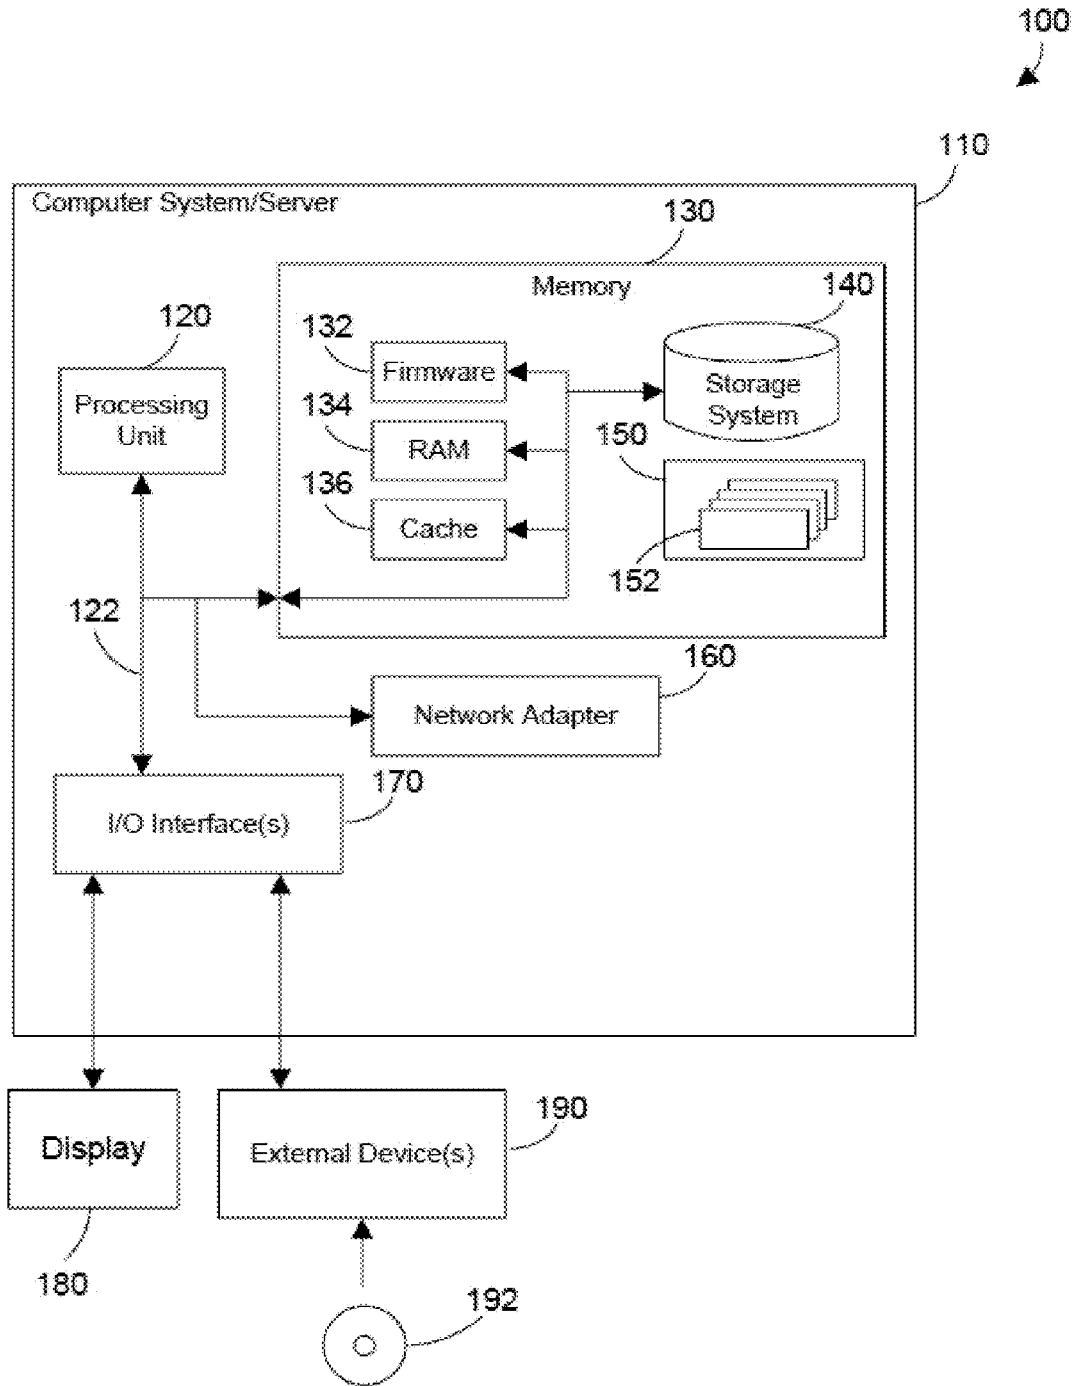 100
110
Computer System/Server
130
Memory
140
120
132
Firmware
Storage
System
Processing
Unit
134
RAM
150
136
Cache
152
122
160
Network Adapter
170
I/O Interface(s)
190
Display
External Device(s)
180
192